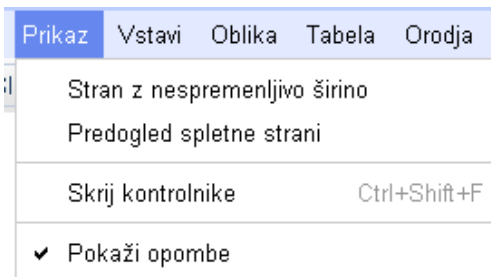 Prikaz Vstavi Oblika Tabela Orodja
Stran z nespremenljivo širino
Predogled spletne strani
Skrij kontrolnike Ctrl+Shift+F
Pokaži opombe